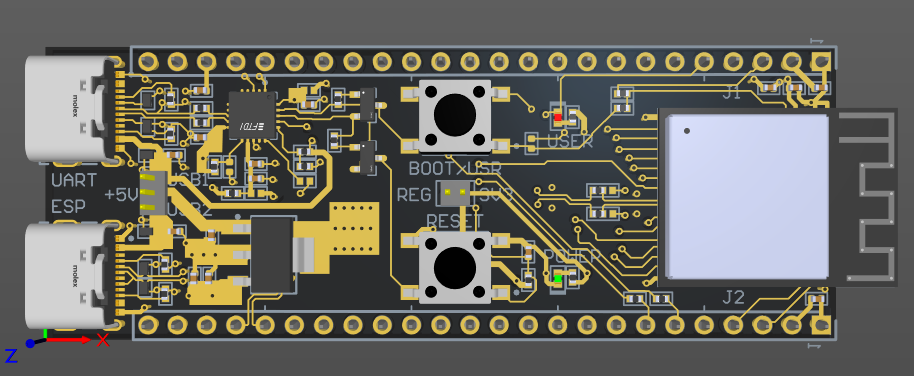 J1
molex
FTDI
USER
UART
USB1
BOOT/USR
+5V
REG
3V3
ESP
USB2
RESET
POWER
molex
J2
Z
X